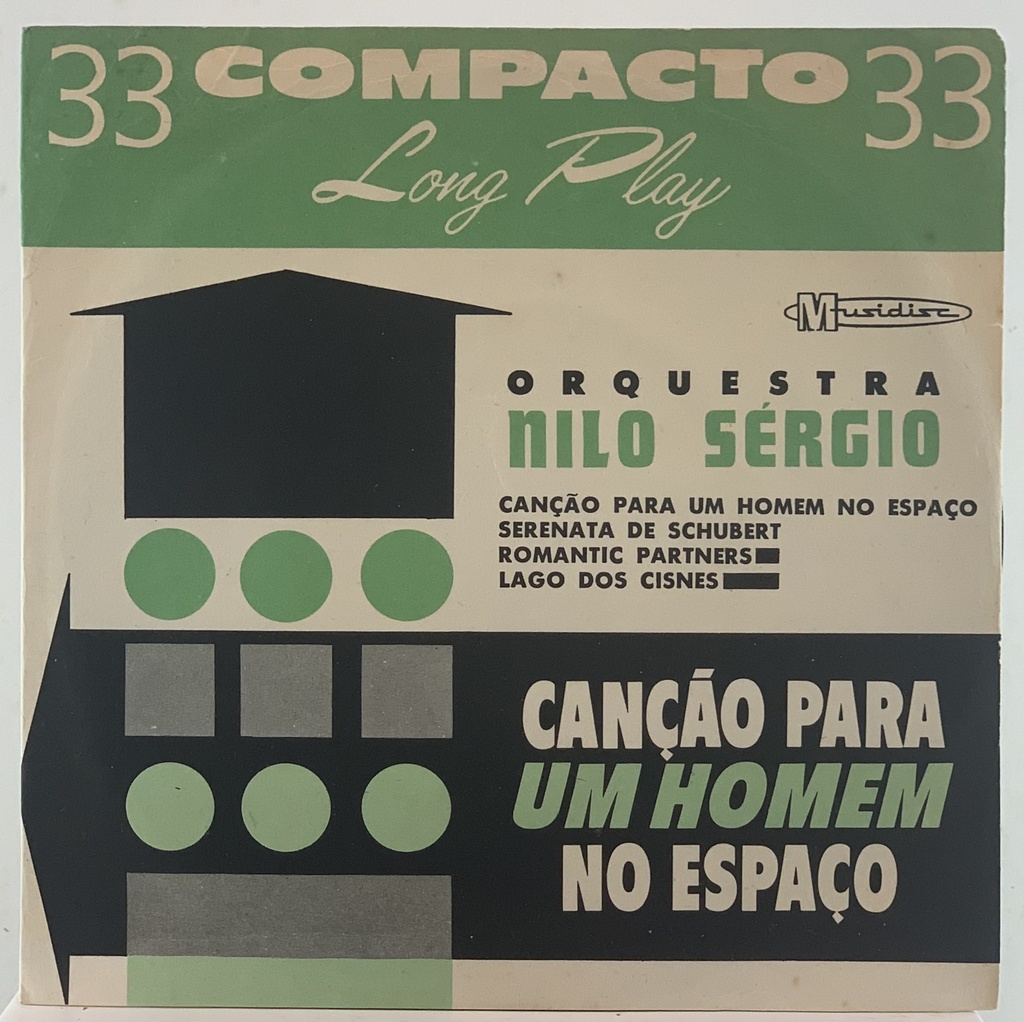 33 COMPACTO 33
Long Play
Musidisc
ORQUESTRA
NILO SÉRGIO
CANÇÃO PARA UM HOMEM NO ESPAÇO
SERENATA DE SCHUBERT
ROMANTIC PARTNERS
LAGO DOS CISNES
CANÇÃO PARA
UM HOMEM
NO ESPAÇO